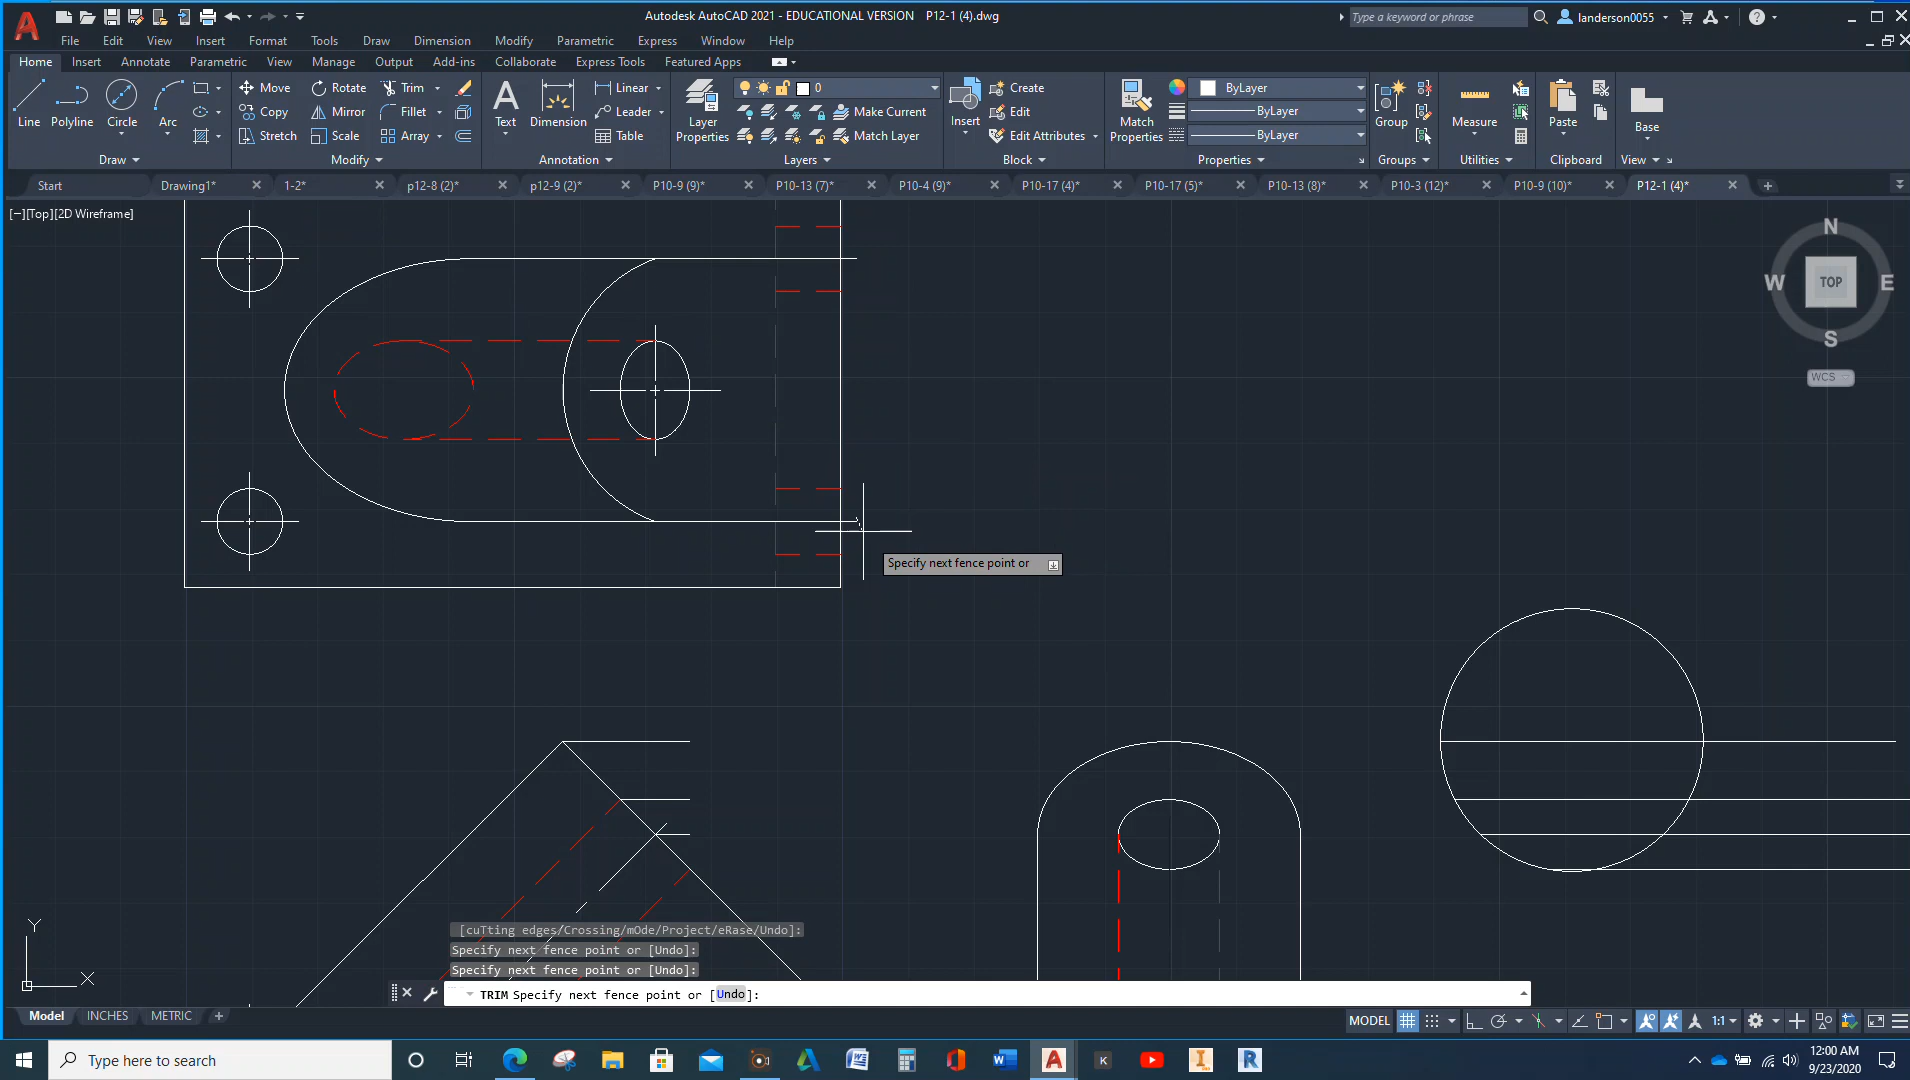 Autodesk AutoCAD 2021 - EDUCATIONAL VERSION P12-1 (4).dwg
Type a keyword or phrase
landerson0055
File Edit View Insert Format Tools Draw Dimension Modify Parametric Express Window Help
Home Insert Annotate Parametric View Manage Output Add-ins Collaborate Express Tools Featured Apps
Line Polyline Circle Arc
Move Rotate Trim
Copy Mirror Fillet
Stretch Scale Array
Text Dimension
Linear
Leader
Table
Layer Properties
0
Make Current
Match Layer
Insert
Create
Edit
Edit Attributes
Match Properties
ByLayer
ByLayer
ByLayer
Group
Measure
Paste
Base
Draw Modify Annotation Layers Block Properties Groups Utilities Clipboard View
Start Drawing1* 1-2* p12-8 (2)* p12-9 (2)* P10-9 (9)* P10-13 (7)* P10-4 (9)* P10-17 (4)* P10-17 (5)* P10-13 (8)* P10-3 (12)* P10-9 (10)* P12-1 (4)*
[−][Top][2D Wireframe]
N
W TOP E
S
WCS
Specify next fence point or
Y
X
[cuTting edges/Crossing/mOde/Project/eRase/Undo]:
Specify next fence point or [Undo]:
Specify next fence point or [Undo]:
TRIM Specify next fence point or [Undo]:
Model INCHES METRIC
MODEL 1:1
Type here to search
12:00 AM
9/23/2020